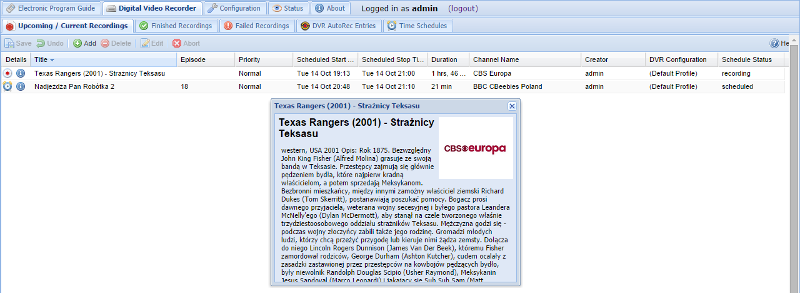 Electronic Program Guide Digital Video Recorder Configuration Status About Logged in as admin (logout)
Upcoming / Current Recordings Finished Recordings Failed Recordings DVR AutoRec Entries Time Schedules
Save Undo Add Delete Edit Abort He
Details Title Episode Priority Scheduled Start ... Scheduled Stop Ti... Duration Channel Name Creator DVR Configuration Schedule Status
Texas Rangers (2001) - Strażnicy Teksasu Normal Tue 14 Oct 19:13 Tue 14 Oct 21:00 1 hrs, 46 ... CBS Europa admin (Default Profile) recording
Nadjeżdża Pan Robótka 2 18 Normal Tue 14 Oct 20:48 Tue 14 Oct 21:10 21 min BBC CBeebies Poland admin (Default Profile) scheduled
Texas Rangers (2001) - Strażnicy Teksasu
Texas Rangers (2001) - Strażnicy
Teksasu
CBS europa
western, USA 2001 Opis: Rok 1875. Bezwzględny
John King Fisher (Alfred Molina) grasuje ze swoją
bandą w Teksasie. Przestępcy zajmują się głównie
pędzeniem bydła, które najpierw kradną
właścicielom, a potem sprzedają Meksykanom.
Bezbronni mieszkańcy, między innymi zamożny właściciel ziemski Richard
Dukes (Tom Skerritt), postanawiają poszukać pomocy. Bogacz prosi
dawnego przyjaciela, weterana wojny secesyjnej i byłego pastora Leandera
McNelly'ego (Dylan McDermott), aby stanął na czele tworzonego właśnie
trzydziestoosobowego oddziału strażników Teksasu. Mężczyzna godzi się -
podczas wojny złoczyńcy zabili także jego rodzinę. Gromadzi młodych
ludzi, którzy chcą przeżyć przygodę lub kieruje nimi żądza zemsty. Dołącza
do niego Lincoln Rogers Dunnison (James Van Der Beek), któremu Fisher
zamordował rodziców, George Durham (Ashton Kutcher), cudem ocalały z
zasadzki zastawionej przez przestępców na kowbojów pędzących bydło,
były niewolnik Randolph Douglas Scipio (Usher Raymond), Meksykanin
Jesus Sandoval (Marco Leonardi) i jąkający się Suh Suh Sam (Matt